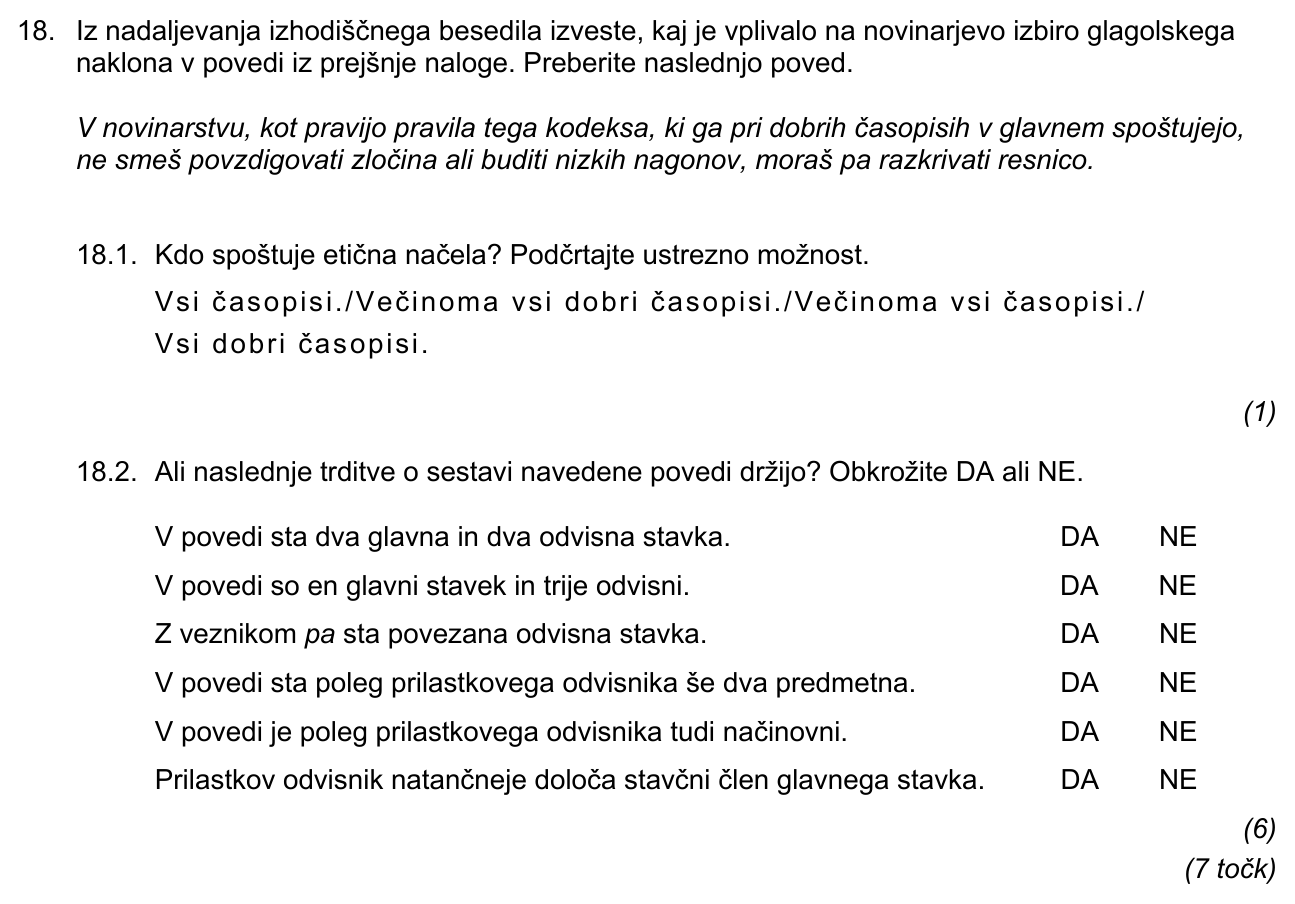 18. Iz nadaljevanja izhodiščnega besedila izveste, kaj je vplivalo na novinarjevo izbiro glagolskega
naklona v povedi iz prejšnje naloge. Preberite naslednjo poved.
V novinarstvu, kot pravijo pravila tega kodeksa, ki ga pri dobrih časopisih v glavnem spoštujejo,
ne smeš povzdigovati zločina ali buditi nizkih nagonov, moraš pa razkrivati resnico.
18.1. Kdo spoštuje etična načela? Podčrtajte ustrezno možnost.
Vsi časopisi./Večinoma vsi dobri časopisi./Večinoma vsi časopisi./
Vsi dobri časopisi.
(1)
18.2. Ali naslednje trditve o sestavi navedene povedi držijo? Obkrožite DA ali NE.
V povedi sta dva glavna in dva odvisna stavka. DA NE
V povedi so en glavni stavek in trije odvisni. DA NE
Z veznikom pa sta povezana odvisna stavka. DA NE
V povedi sta poleg prilastkovega odvisnika še dva predmetna. DA NE
V povedi je poleg prilastkovega odvisnika tudi načinovni. DA NE
Prilastkov odvisnik natančneje določa stavčni člen glavnega stavka. DA NE
(6)
(7 točk)